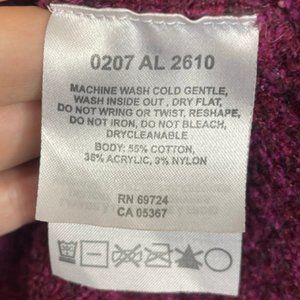 0207 AL 2610
MACHINE WASH COLD GENTLE,
WASH INSIDE OUT , DRY FLAT,
DO NOT WRING OR TWIST, RESHAPE,
DO NOT IRON, DO NOT BLEACH,
DRYCLEANABLE
BODY: 55% COTTON,
36% ACRYLIC, 9% NYLON
RN 69724
CA 05367